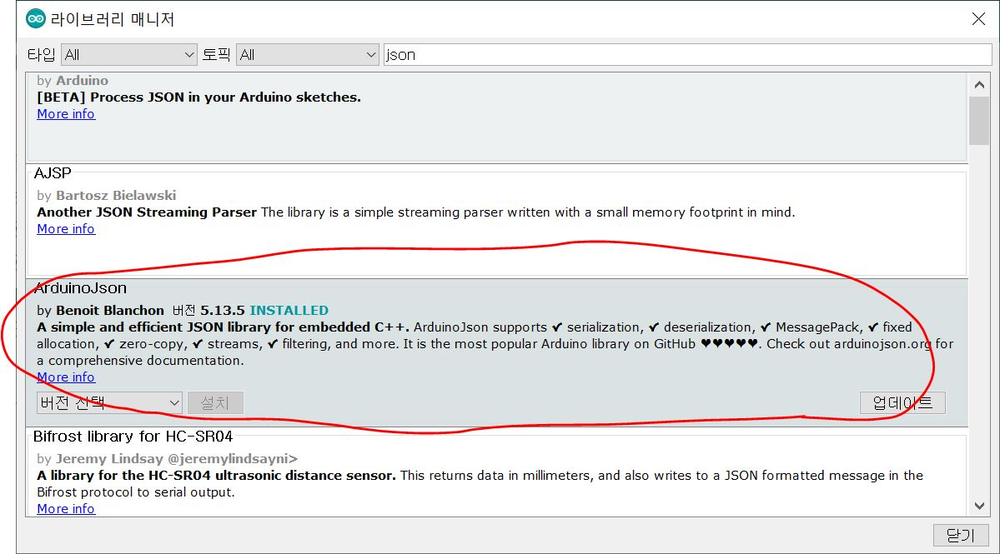 라이브러리 매니저
타입 All 토픽 All json
by Arduino
[BETA] Process JSON in your Arduino sketches.
More info
AJSP
by Bartosz Bielawski
Another JSON Streaming Parser The library is a simple streaming parser written with a small memory footprint in mind.
More info
ArduinoJson
by Benoit Blanchon 버전 5.13.5 INSTALLED
A simple and efficient JSON library for embedded C++. ArduinoJson supports ✔ serialization, ✔ deserialization, ✔ MessagePack, ✔ fixed
allocation, ✔ zero-copy, ✔ streams, ✔ filtering, and more. It is the most popular Arduino library on GitHub ♥♥♥♥♥. Check out arduinojson.org for
a comprehensive documentation.
More info
버전 선택 설치 업데이트
Bifrost library for HC-SR04
by Jeremy Lindsay @jeremylindsayni>
A library for the HC-SR04 ultrasonic distance sensor. This returns data in millimeters, and also writes to a JSON formatted message in the
Bifrost protocol to serial output.
More info
닫기